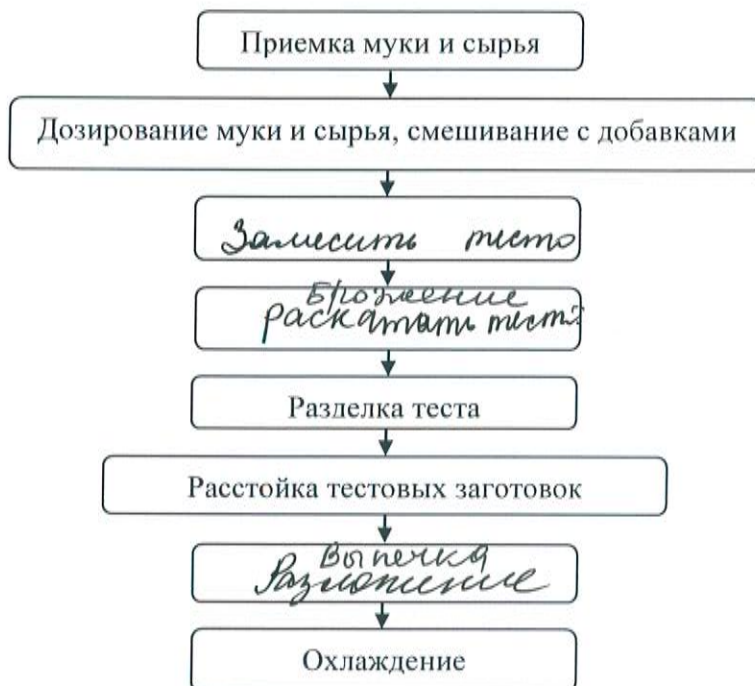 Приемка муки и сырья
Дозирование муки и сырья, смешивание с добавками
Замесить тесто
Брожение
раскатать тесто
Разделка теста
Расстойка тестовых заготовок
Выпечка
Разложение
Охлаждение